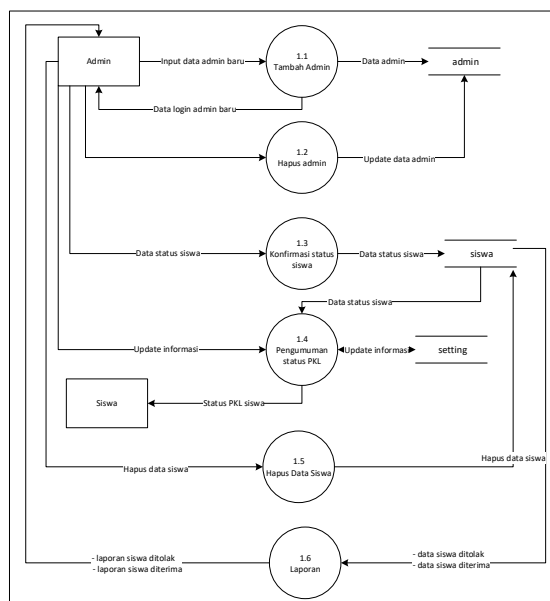 Admin
Input data admin baru
1.1
Tambah Admin
Data admin
admin
Data login admin baru
1.2
Hapus admin
Update data admin
Data status siswa
1.3
Konfirmasi status
siswa
Data status siswa
siswa
Data status siswa
Update informasi
1.4
Pengumuman
status PKL
Update informasi
setting
Siswa
Status PKL siswa
Hapus data siswa
1.5
Hapus Data Siswa
Hapus data siswa
- laporan siswa ditolak
- laporan siswa diterima
1.6
Laporan
- data siswa ditolak
- data siswa diterima